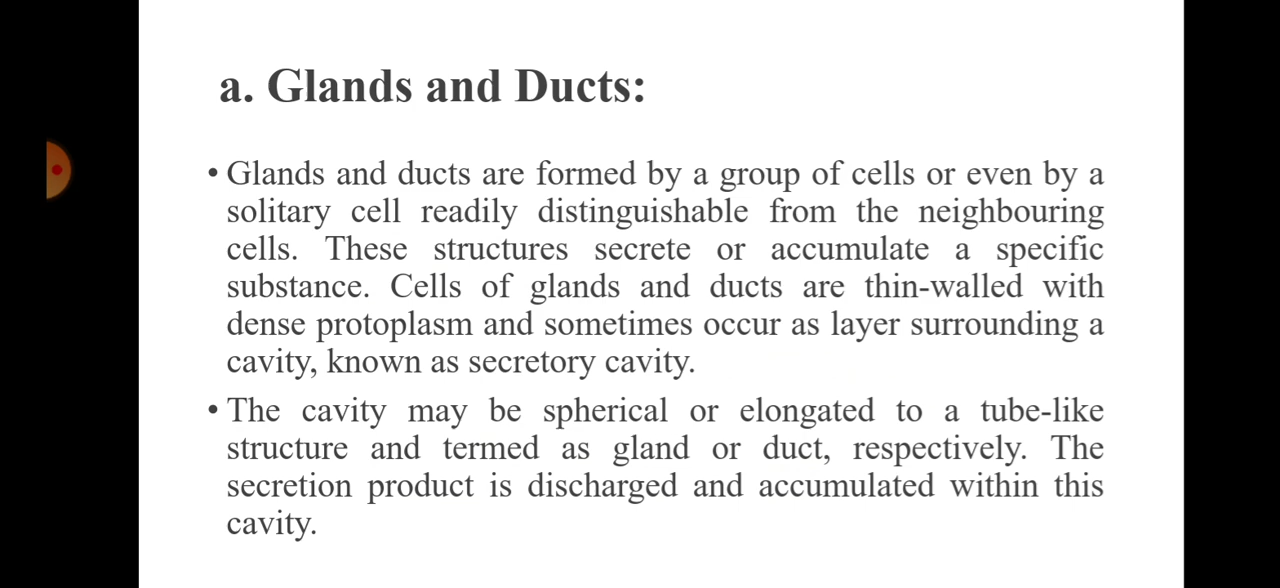 a. Glands and Ducts:
• Glands and ducts are formed by a group of cells or even by a
solitary cell readily distinguishable from the neighbouring
cells. These structures secrete or accumulate a specific
substance. Cells of glands and ducts are thin-walled with
dense protoplasm and sometimes occur as layer surrounding a
cavity, known as secretory cavity.
• The cavity may be spherical or elongated to a tube-like
structure and termed as gland or duct, respectively. The
secretion product is discharged and accumulated within this
cavity.